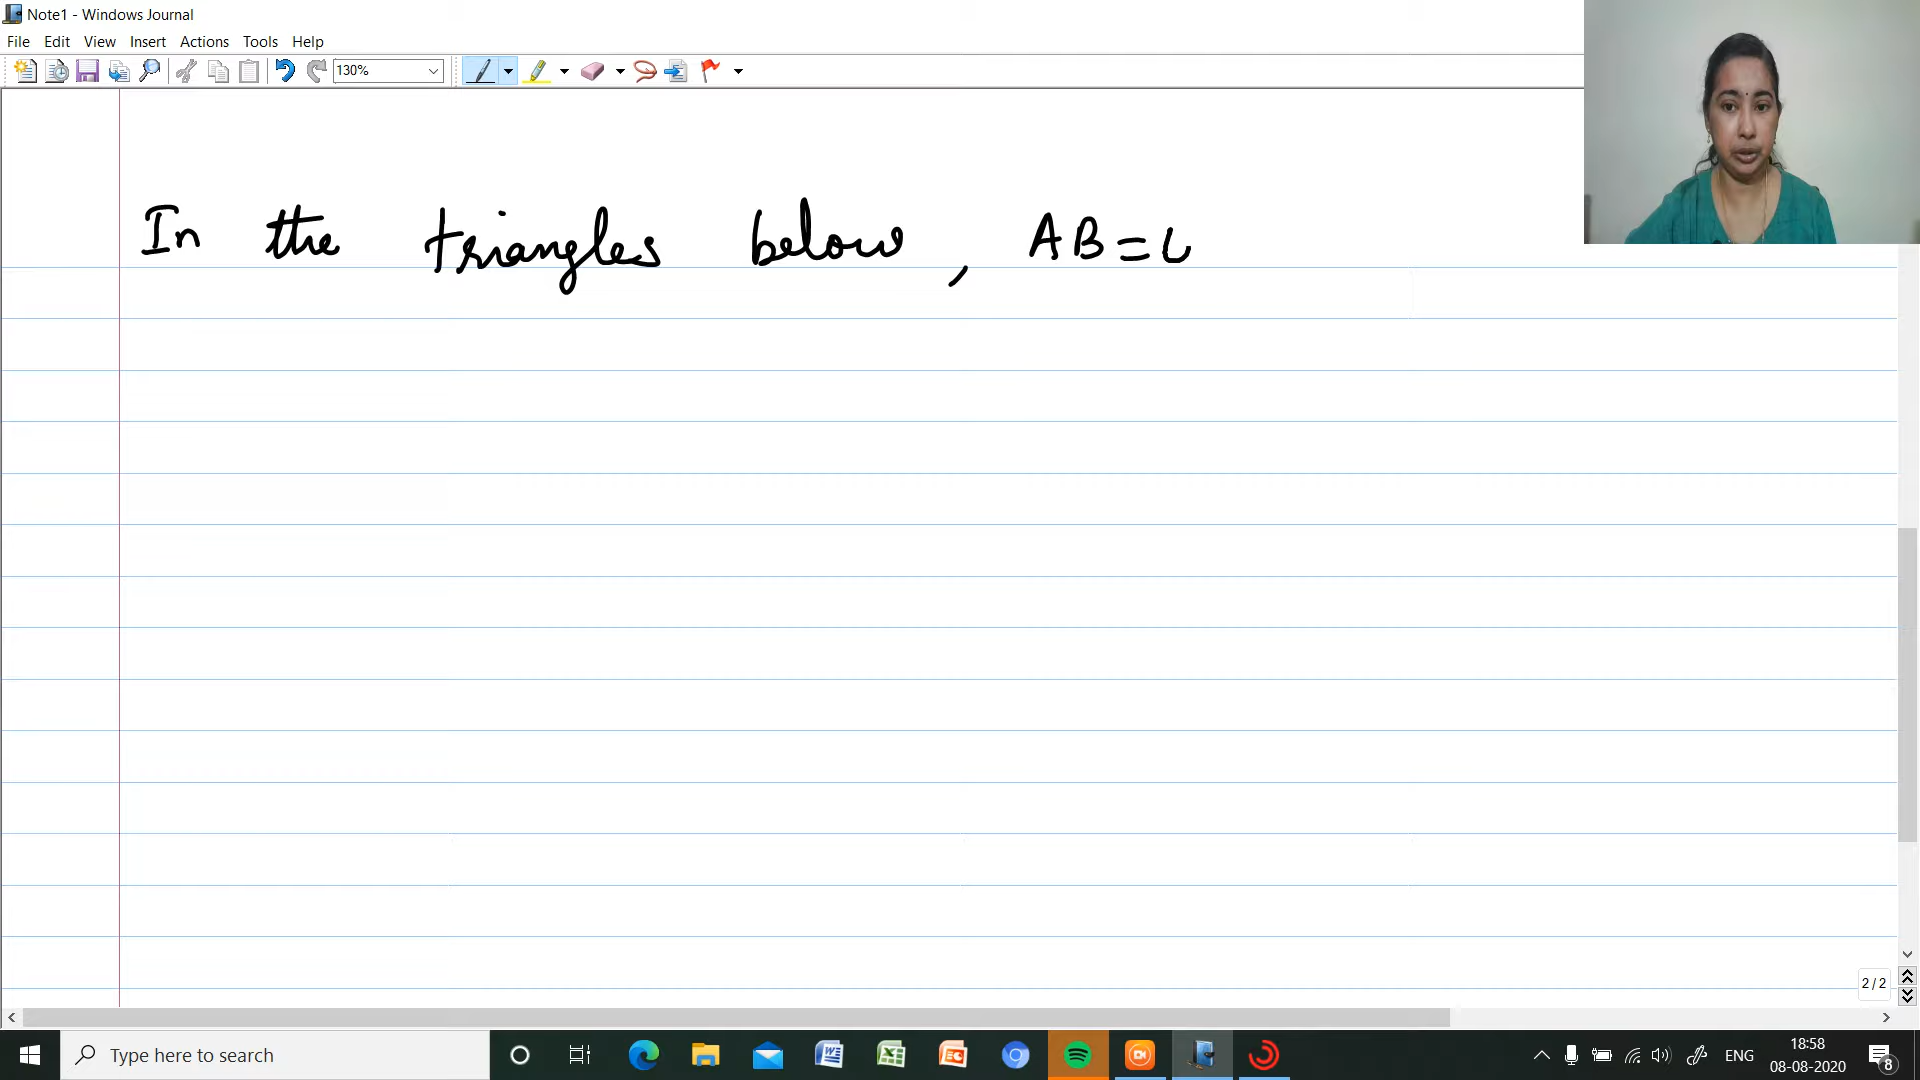 Note1 - Windows Journal
File Edit View Insert Actions Tools Help
130%
In the triangles below, AB=
2 / 2
Type here to search
ENG
18:58
08-08-2020
8